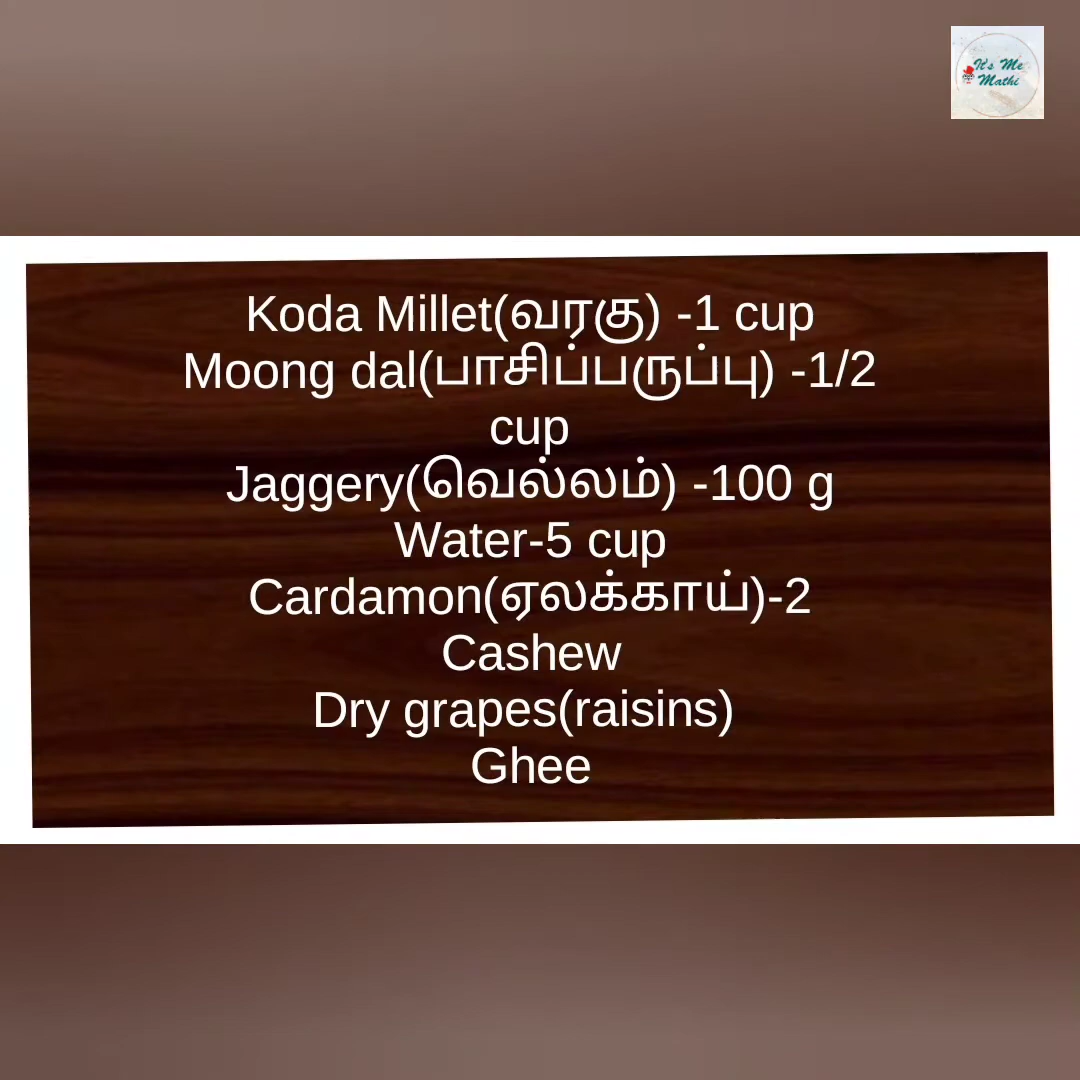 It's Me
Mathi
Koda Millet(வரகு) -1 cup
Moong dal(பாசிப்பருப்பு) -1/2
cup
Jaggery(வெல்லம்) -100 g
Water-5 cup
Cardamon(ஏலக்காய்)-2
Cashew
Dry grapes(raisins)
Ghee